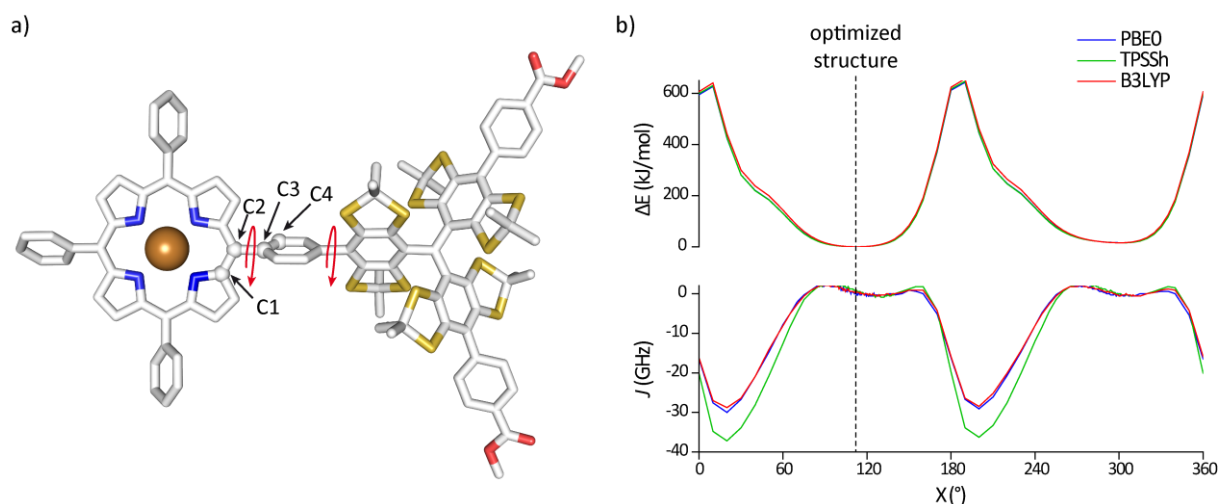 a)
C2
C3
C4
C1
b)
optimized
structure
PBE0
TPSSh
B3LYP
ΔE (kJ/mol)
600
400
200
0
J (GHz)
0
-10
-20
-30
-40
0 60 120 180 240 300 360
X (°)